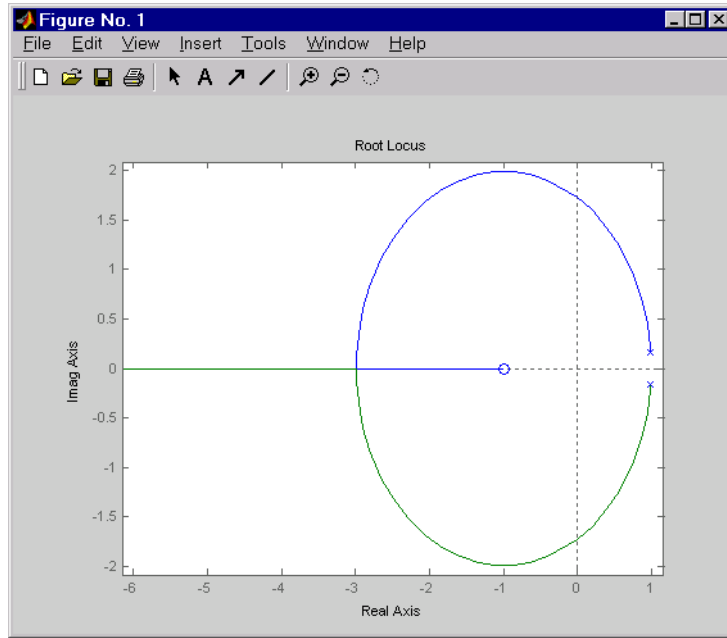 Figure No. 1
File Edit View Insert Tools Window Help
A
Root Locus
2
1.5
1
0.5
0
-0.5
-1
-1.5
-2
Imag Axis
-6 -5 -4 -3 -2 -1 0 1
Real Axis